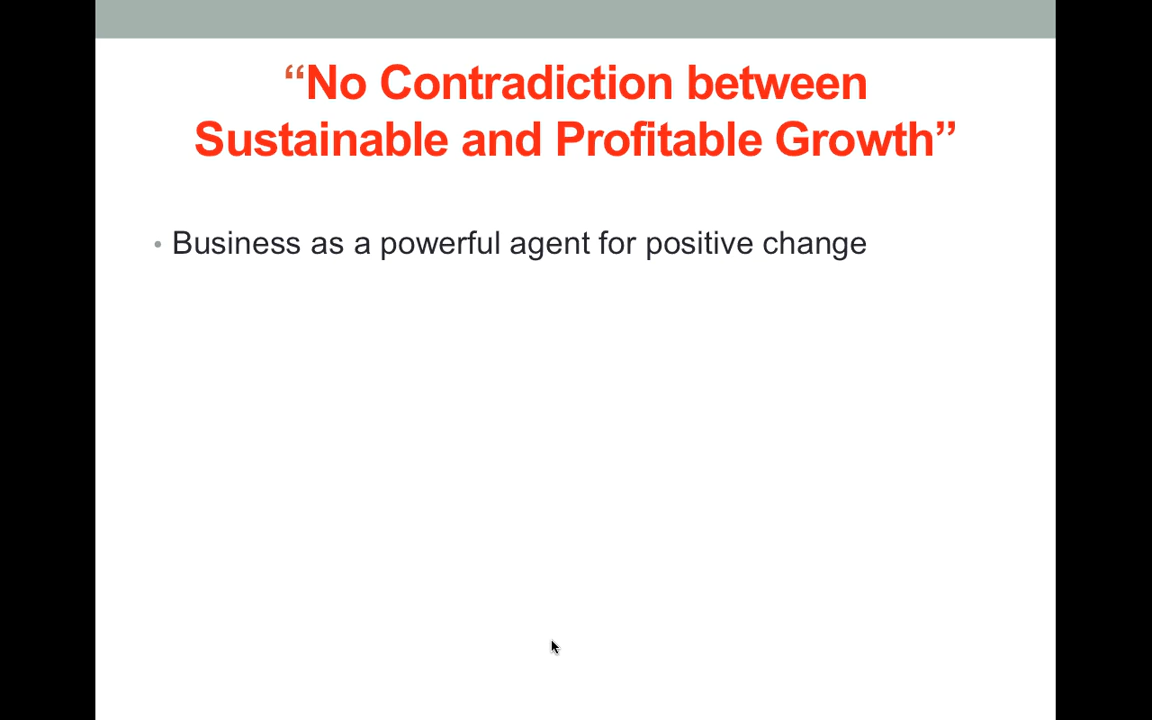 “No Contradiction between
Sustainable and Profitable Growth”
• Business as a powerful agent for positive change